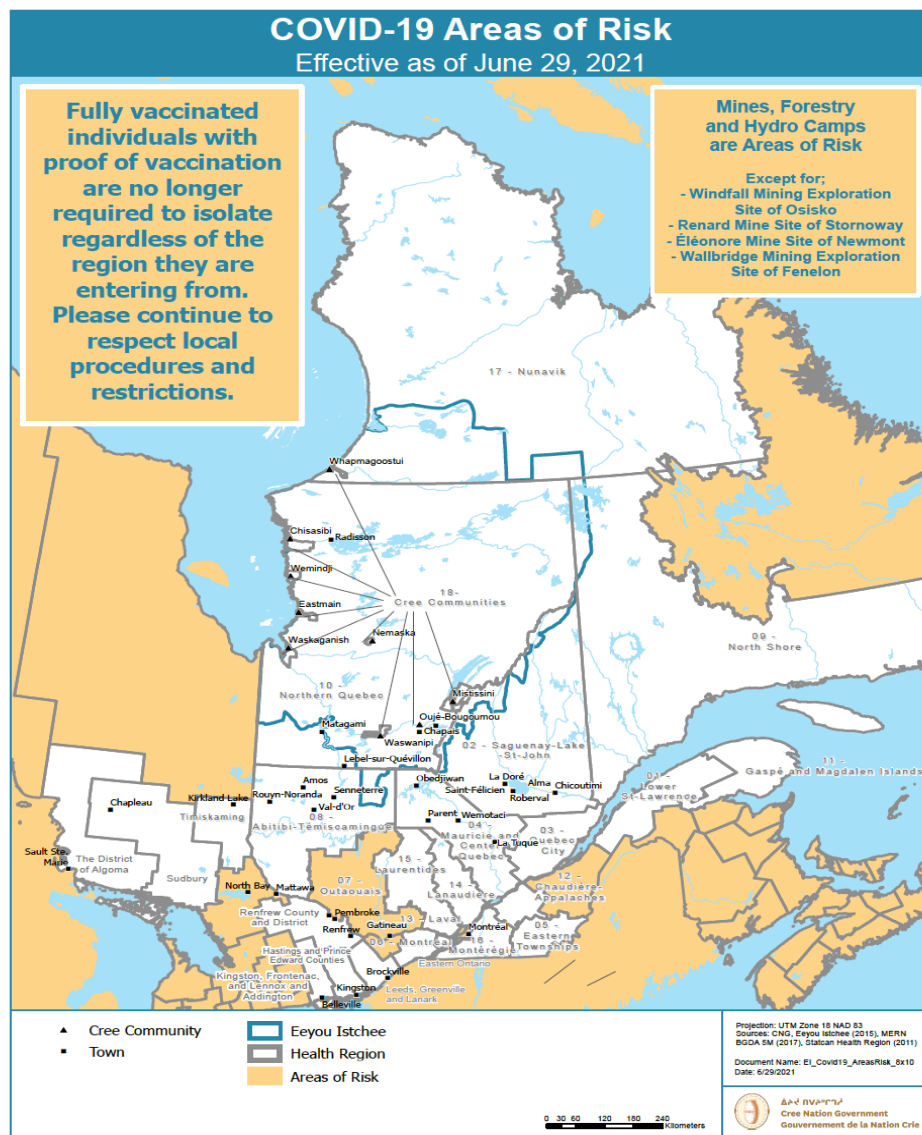 COVID-19 Areas of Risk
Effective as of June 29, 2021
Fully vaccinated
individuals with
proof of vaccination
are no longer
required to isolate
regardless of the
region they are
entering from.
Please continue to
respect local
procedures and
restrictions.
Mines, Forestry
and Hydro Camps
are Areas of Risk
Except for;
- Windfall Mining Exploration
Site of Osisko
- Renard Mine Site of Stornoway
- Éléonore Mine Site of Newmont
- Wallbridge Mining Exploration
Site of Fenelon
17 - Nunavik
Whapmagoostui
Chisasibi
Radisson
Wemindji
18-
Cree Communities
Eastmain
Waskaganish
Nemaska
09 -
North Shore
10 -
Northern Quebec
Mistissini
Matagami
Oujé-Bougoumou
Chapais
Waswanipi
02 - Saguenay-Lake
-St-John
Lebel-sur-Quévillon
Obedjiwan
La Doré
Alma
Chicoutimi
Saint-Félicien
Roberval
01 -
Lower
St-Lawrence
11 -
Gaspé and Magdalen Islands
Amos
Chapleau
Kirkland-Lake
Rouyn-Noranda
Senneterre
Timiskaming
Val-d'Or
08 -
Abitibi-Témiscamingue
Parent
Wemotaci
04 -
Mauricie and
Center
Quebec
La Tuque
03 -
Quebec
City
Sault Ste.
Marie
The District
of Algoma
Sudbury
North Bay
Mattawa
07 -
Outaouais
15 -
Laurentides
14 -
Lanaudière
12 -
Chaudière-
Appalaches
Renfrew County
and District
Pembroke
Renfrew
Gatineau
13 - Laval
06 - Montréal
Montréal
16 -
Montérégie
05 -
Eastern
Townships
Hastings and Prince
Edward Counties
Eastern Ontario
Kingston, Frontenac,
and Lennox and
Addington
Brockville
Kingston
Leeds, Greenville
and Lanark
Belleville
Cree Community
Town
Eeyou Istchee
Health Region
Areas of Risk
0 30 60 120 180 240
Kilometers
Projection: UTM Zone 18 NAD 83
Sources: CNG, Eeyou Istchee (2015), MERN
BGDA 5M (2017), Statcan Health Region (2011)
Document Name: EI_Covid19_AreasRisk_8x10
Date: 6/29/2021
Cree Nation Government
Gouvernement de la Nation Crie